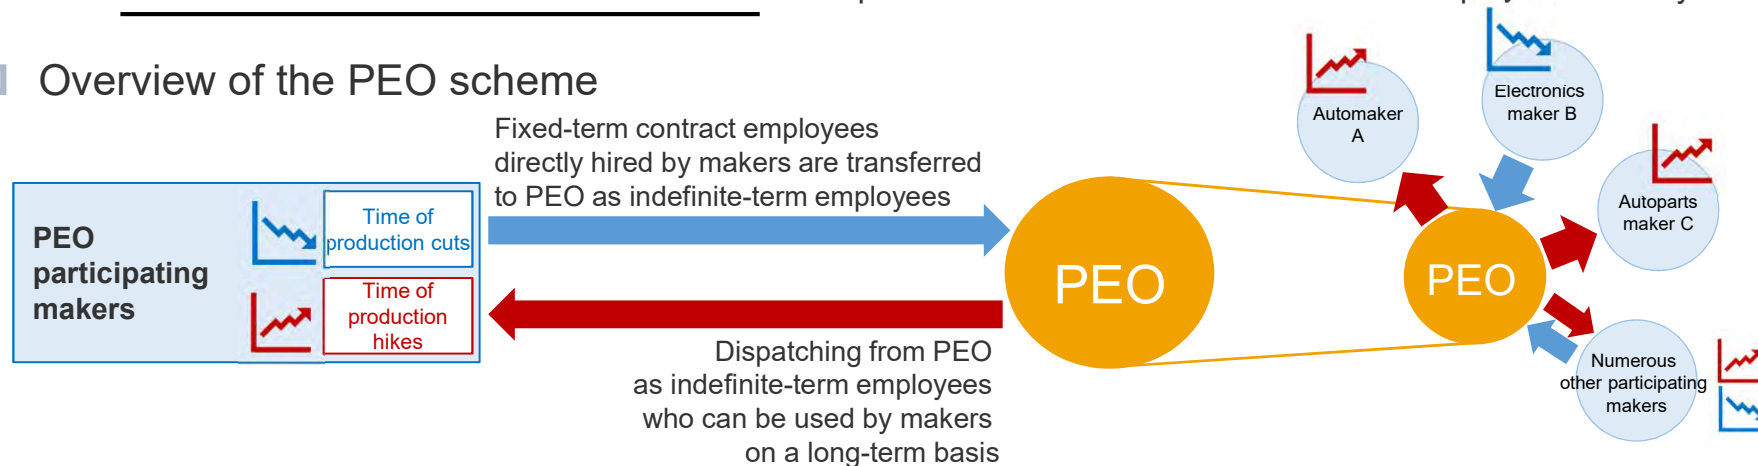 Overview of the PEO scheme
Fixed-term contract employees
directly hired by makers are transferred
to PEO as indefinite-term employees
PEO
participating
makers
Time of
production cuts
Time of
production
hikes
PEO
Dispatching from PEO
as indefinite-term employees
who can be used by makers
on a long-term basis
PEO
Automaker
A
Electronics
maker B
Autoparts
maker C
Numerous
other participating
makers